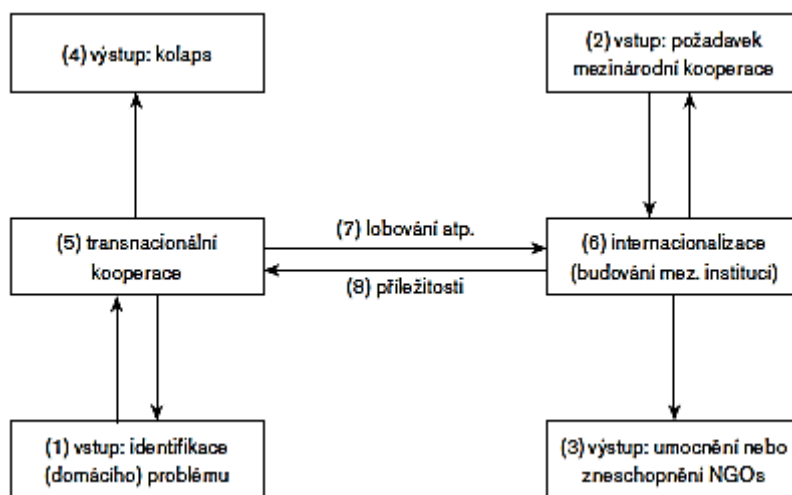 (4) výstup: kolaps
(2) vstup: požadavek
mezinárodní kooperace
(5) transnacionální
kooperace
(7) lobování atp.
(8) příležitosti
(6) internacionalizace
(budování mez. institucí)
(1) vstup: identifikace
(domácího) problému
(3) výstup: umocnění nebo
zneschopnění NGOs